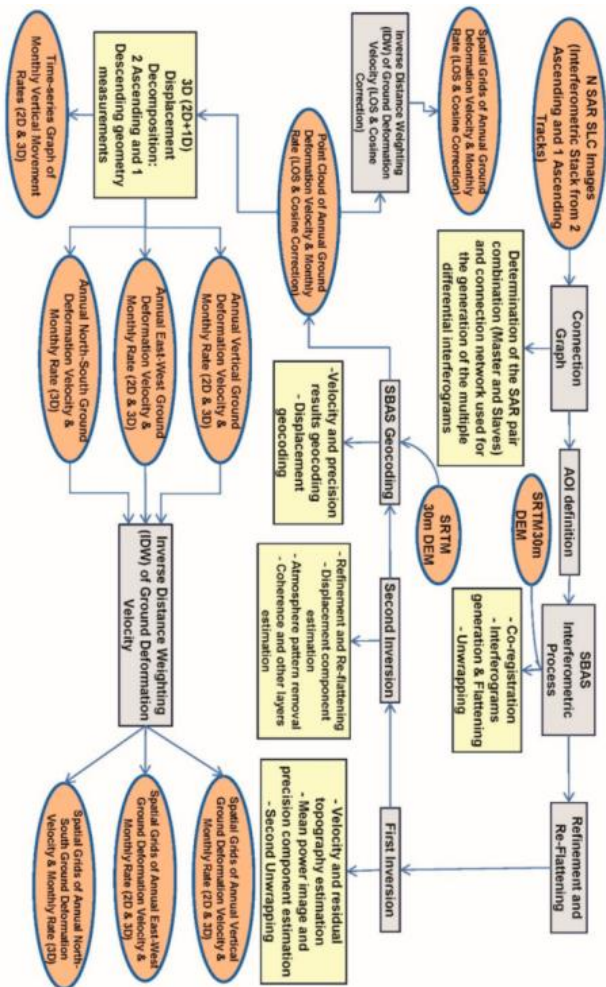 N SAR SLC Images
(Interferometric Stack from 2
Ascending and 1 Ascending
Tracks)
Connection
Graph
AOI definition
SBAS
Interferometric
Process
Refinement and
Re-Flattening
Determination of the SAR pair
combination (Master and Slaves)
and connection network used for
the generation of the multiple
differential interferograms
SRTM30m
DEM
- Co-registration
- Interferograms
generation & Flattening
- Unwrapping
Spatial Grids of Annual Ground
Deformation Velocity & Monthly
Rate (LOS & Cosine Correction)
Inverse Distance Weighting
(IDW) of Ground Deformation
Velocity (LOS & Cosine
Correction)
Point Cloud of Annual Ground
Deformation Velocity & Monthly
Rate (LOS & Cosine Correction)
SRTM
30m DEM
SBAS Geocoding
Second Inversion
First Inversion
-Velocity and precision
results geocoding
- Displacement
geocoding
- Refinement and Re-flattening
- Displacement component
estimation
- Atmosphere pattern removal
- Coherence and other layers
estimation
- Velocity and residual
topography estimation
- Mean power image and
precision component estimation
- Second Unwrapping
3D (2D+1D)
Displacement
Decomposition:
2 Ascending and 1
Descending geometry
measurements
Time-series Graph of
Monthly Vertical Movement
Rates (2D & 3D)
Annual Vertical Ground
Deformation Velocity &
Monthly Rate (2D & 3D)
Annual East-West Ground
Deformation Velocity &
Monthly Rate (2D & 3D)
Annual North-South Ground
Deformation Velocity &
Monthly Rate (3D)
Inverse Distance Weighting
(IDW) of Ground Deformation
Velocity
Spatial Grids of Annual Vertical
Ground Deformation Velocity &
Monthly Rate (2D & 3D)
Spatial Grids of Annual East-West
Ground Deformation Velocity &
Monthly Rate (2D & 3D)
Spatial Grids of Annual North-
South Ground Deformation
Velocity & Monthly Rate (3D)